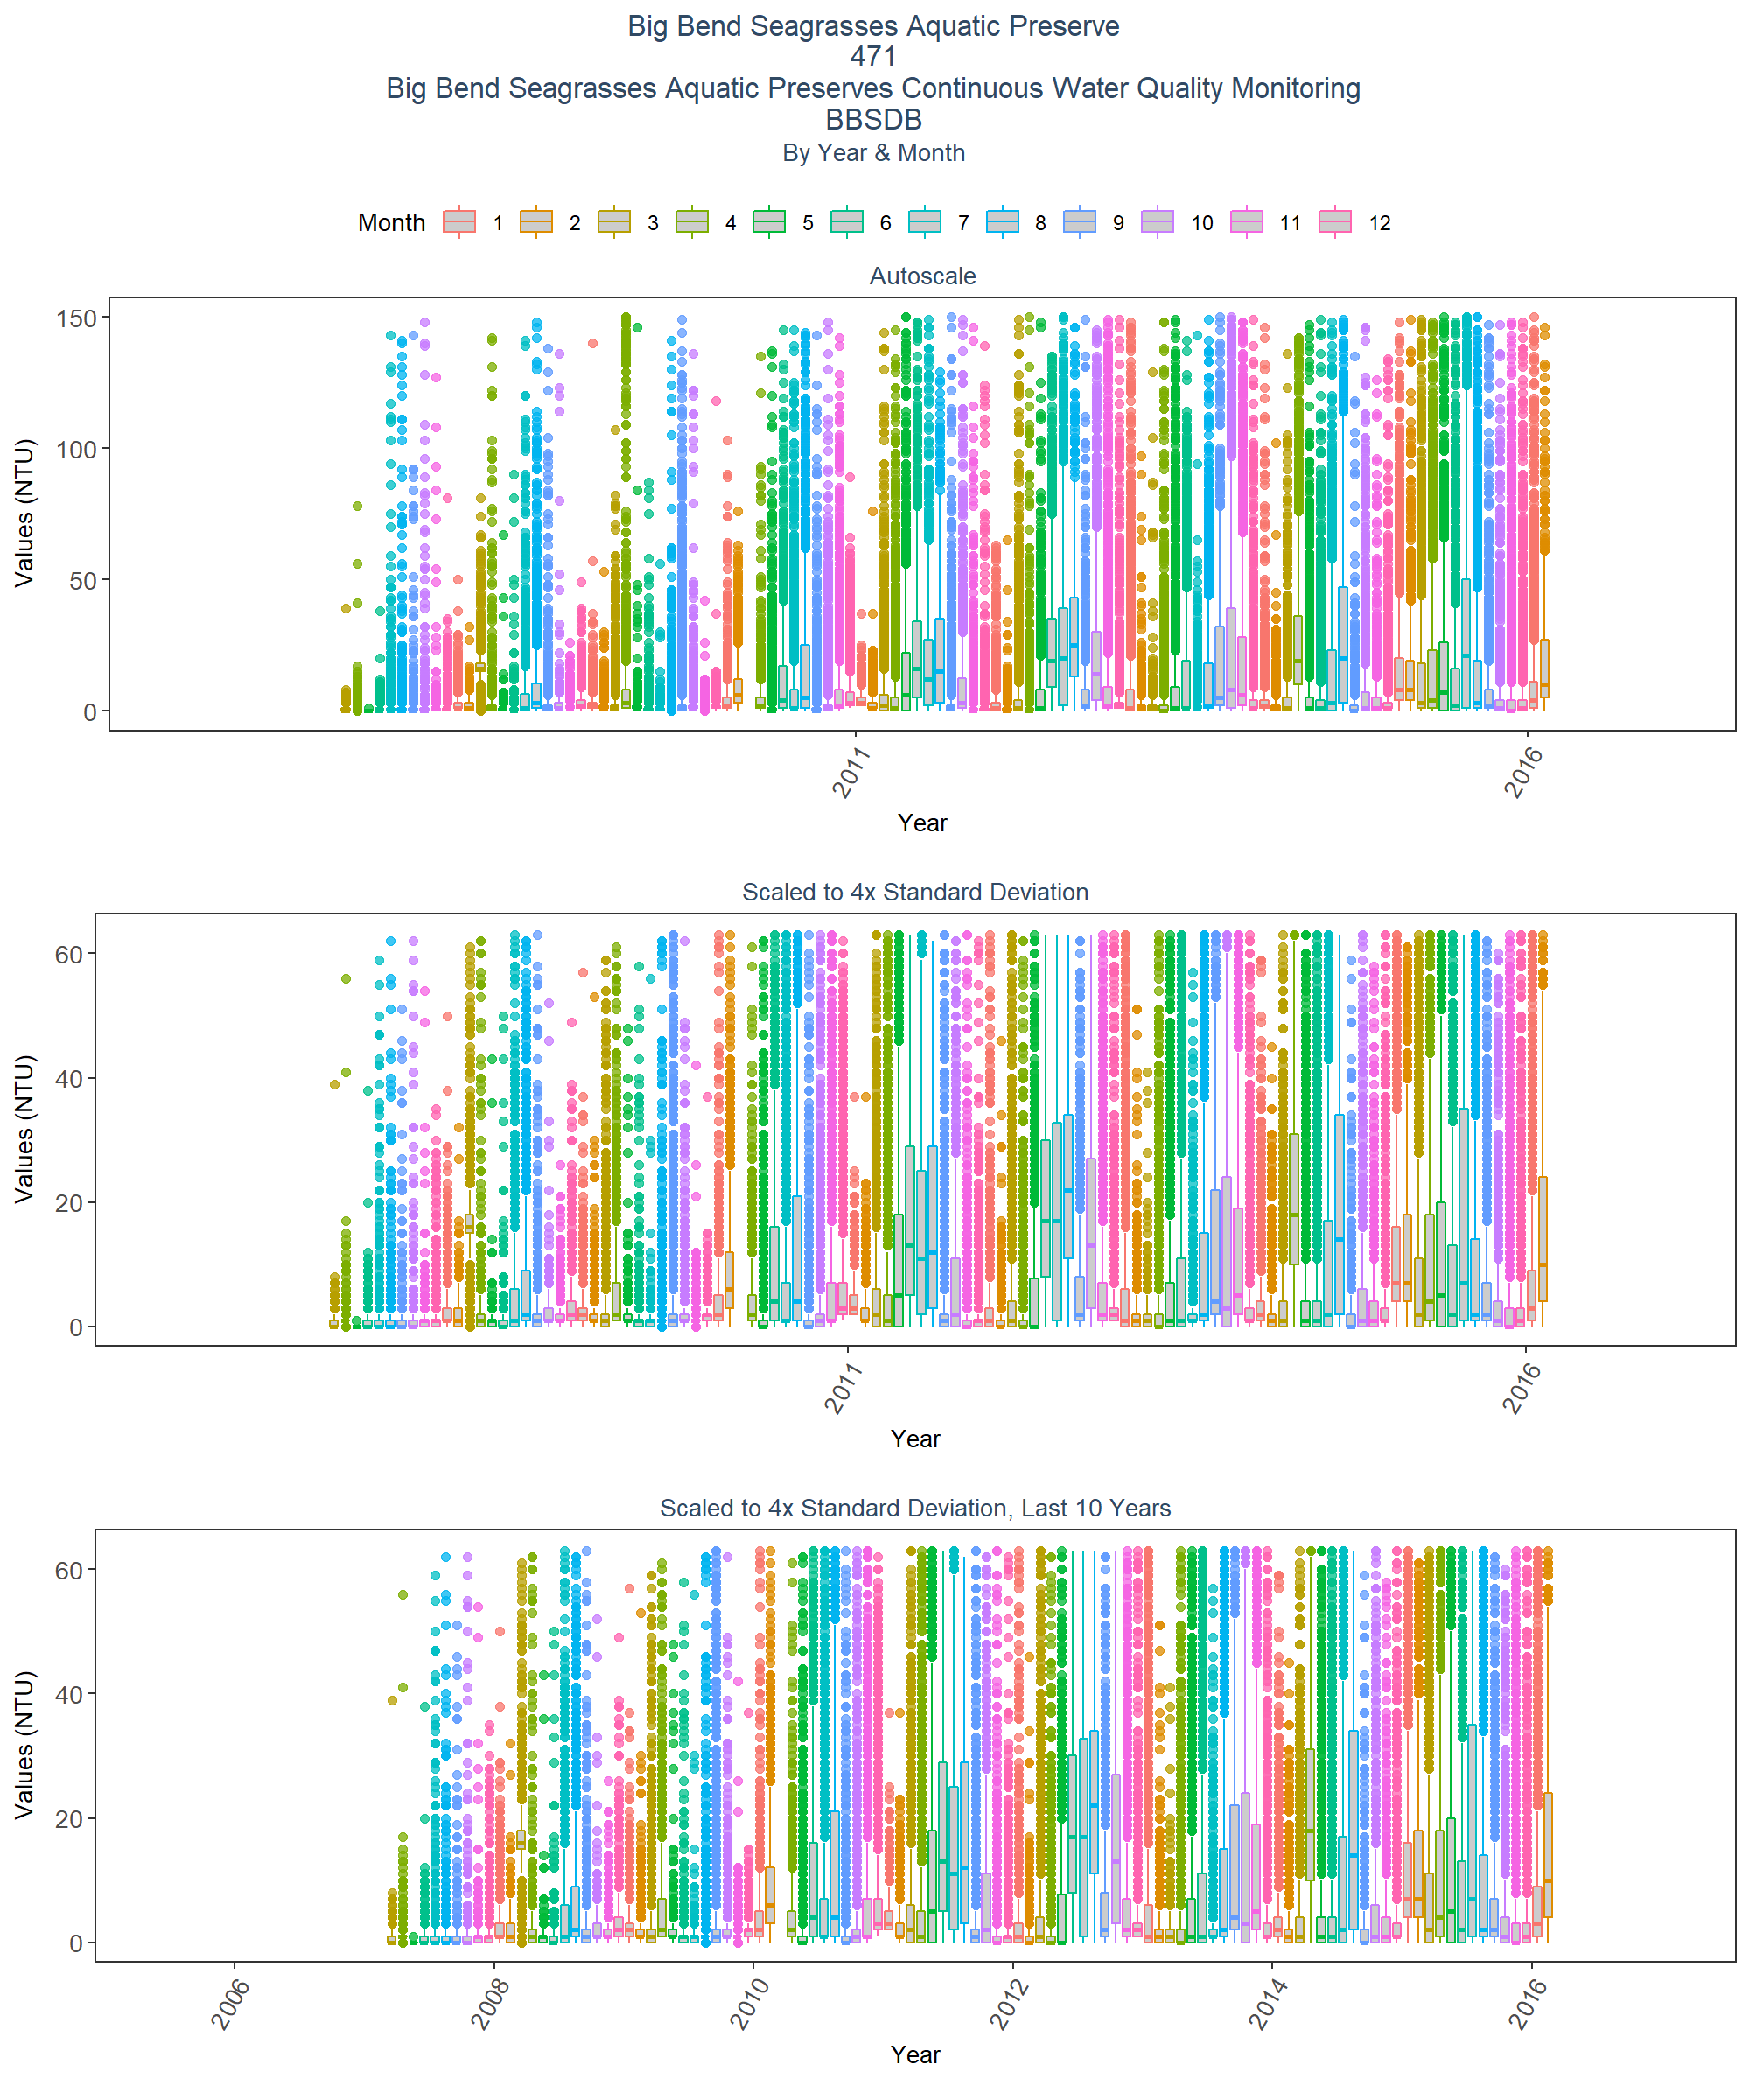 Big Bend Seagrasses Aquatic Preserve
471
Big Bend Seagrasses Aquatic Preserves Continuous Water Quality Monitoring
BBSDB
By Year & Month
Month 1 2 3 4 5 6 7 8 9 10 11 12
Autoscale
Values (NTU)
150
100
50
0
2011 2016
Year
Scaled to 4x Standard Deviation
Values (NTU)
60
40
20
0
2011 2016
Year
Scaled to 4x Standard Deviation, Last 10 Years
Values (NTU)
60
40
20
0
2006 2008 2010 2012 2014 2016
Year